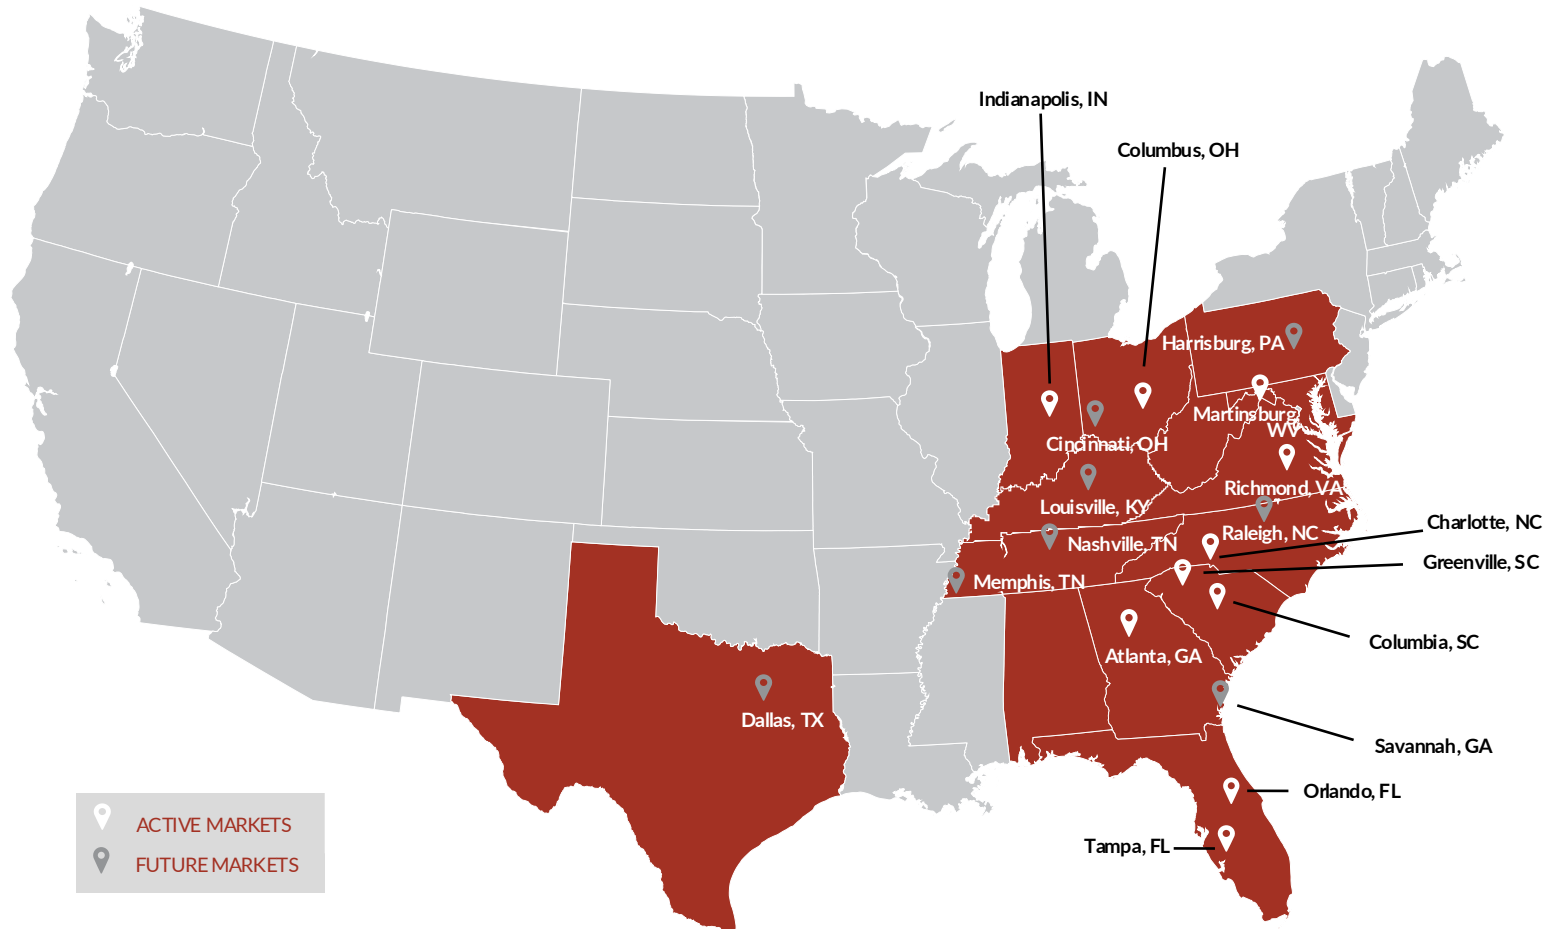 Indianapolis, IN
Columbus, OH
Harrisburg, PA
Martinsburg,
WV
Cincinnati, OH
Richmond, VA
Louisville, KY
Charlotte, NC
Raleigh, NC
Nashville, TN
Greenville, SC
Memphis, TN
Columbia, SC
Atlanta, GA
Dallas, TX
Savannah, GA
Orlando, FL
Tampa, FL
ACTIVE MARKETS
FUTURE MARKETS